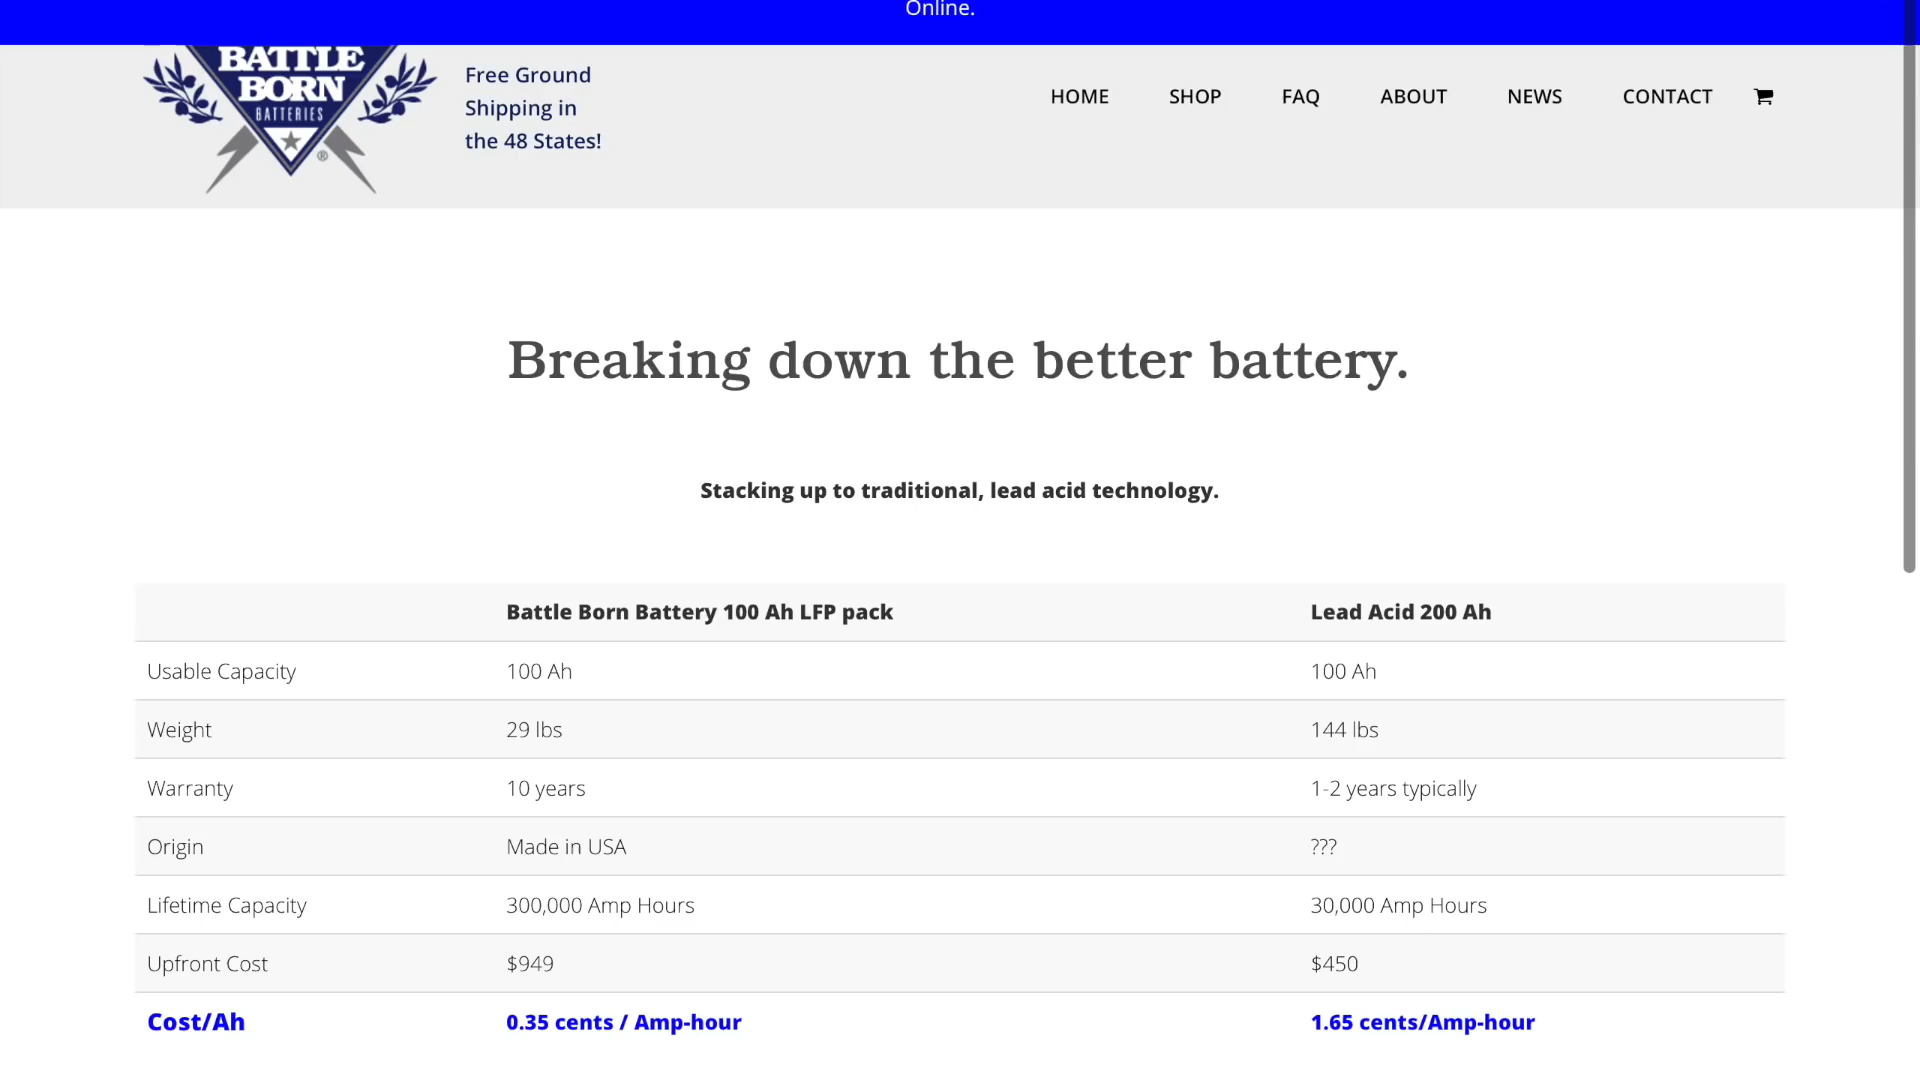 Online.
BATTLE
BORN
BATTERIES
®
Free Ground
Shipping in
the 48 States!
HOME SHOP FAQ ABOUT NEWS CONTACT
Breaking down the better battery.
Stacking up to traditional, lead acid technology.
Battle Born Battery 100 Ah LFP pack Lead Acid 200 Ah
Usable Capacity 100 Ah 100 Ah
Weight 29 lbs 144 lbs
Warranty 10 years 1-2 years typically
Origin Made in USA ???
Lifetime Capacity 300,000 Amp Hours 30,000 Amp Hours
Upfront Cost $949 $450
Cost/Ah 0.35 cents / Amp-hour 1.65 cents/Amp-hour